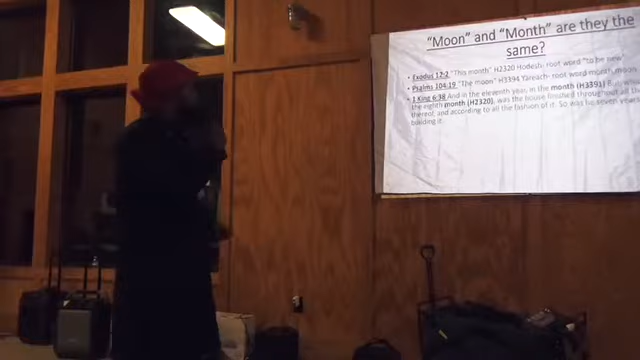 "Moon" and "Month" are they the
same?
• Exodus 12:2 "This month" H2320 Hodesh- root word "to be new"
• Psalms 104:19 "The moon" H3394 Yareach- root word month, moon
• 1 King 6:38 And in the eleventh year, in the month (H3391) Bul, which
the eighth month (H2320), was the house finished throughout all
thereof, and according to all the fashion of it. So was he seven years
building it.